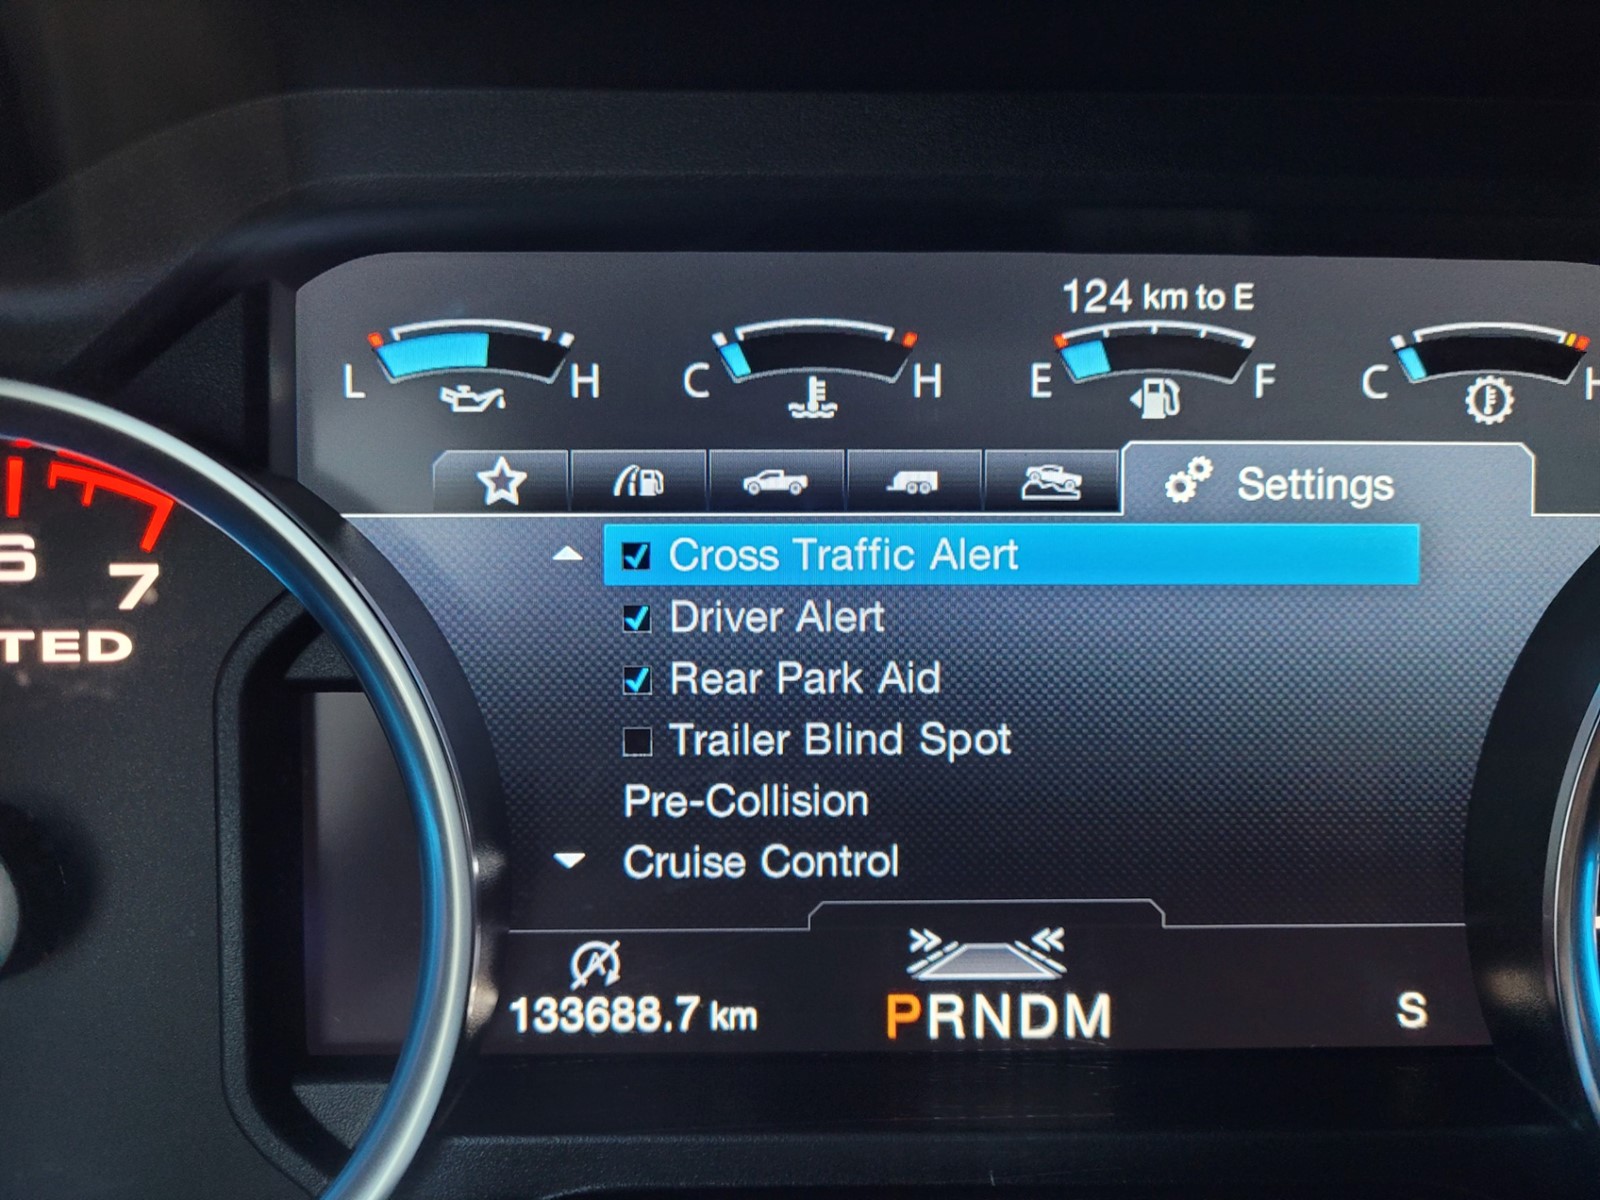 124 km to E
L H C H E F C H
Settings
Cross Traffic Alert
6 7
Driver Alert
TED
Rear Park Aid
Trailer Blind Spot
Pre-Collision
Cruise Control
133688.7 km
PRNDM
S